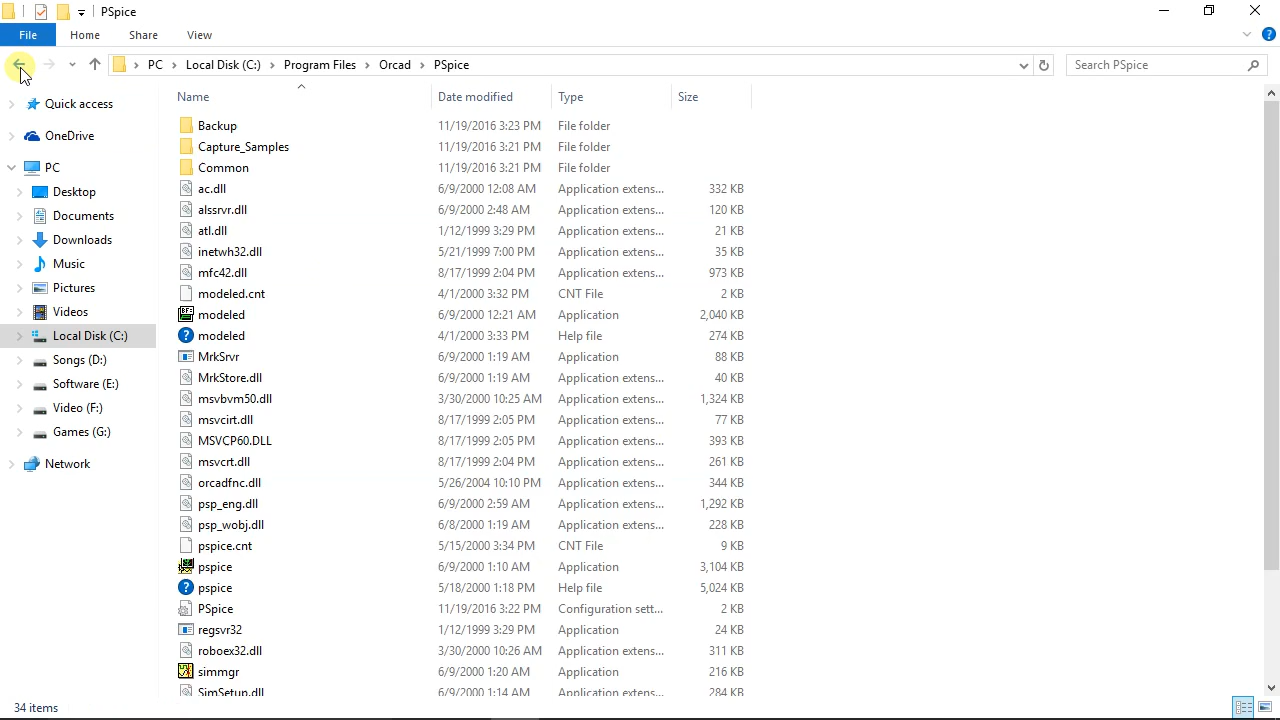 PSpice
File Home Share View
PC Local Disk (C:) Program Files Orcad PSpice Search PSpice
Name Date modified Type Size
Quick access
OneDrive
PC
Desktop
Documents
Downloads
Music
Pictures
Videos
Local Disk (C:)
Songs (D:)
Software (E:)
Video (F:)
Games (G:)
Network
Backup 11/19/2016 3:23 PM File folder
Capture_Samples 11/19/2016 3:21 PM File folder
Common 11/19/2016 3:21 PM File folder
ac.dll 6/9/2000 12:08 AM Application extens... 332 KB
alssrvr.dll 6/9/2000 2:48 AM Application extens... 120 KB
atl.dll 1/12/1999 3:29 PM Application extens... 21 KB
inetwh32.dll 5/21/1999 7:00 PM Application extens... 35 KB
mfc42.dll 8/17/1999 2:04 PM Application extens... 973 KB
modeled.cnt 4/1/2000 3:32 PM CNT File 2 KB
modeled 6/9/2000 12:21 AM Application 2,040 KB
modeled 4/1/2000 3:33 PM Help file 274 KB
MrkSrvr 6/9/2000 1:19 AM Application 88 KB
MrkStore.dll 6/9/2000 1:19 AM Application extens... 40 KB
msvbvm50.dll 3/30/2000 10:25 AM Application extens... 1,324 KB
msvcirt.dll 8/17/1999 2:05 PM Application extens... 77 KB
MSVCP60.DLL 8/17/1999 2:05 PM Application extens... 393 KB
msvcrt.dll 8/17/1999 2:04 PM Application extens... 261 KB
orcadfnc.dll 5/26/2004 10:10 PM Application extens... 344 KB
psp_eng.dll 6/9/2000 2:59 AM Application extens... 1,292 KB
psp_wobj.dll 6/8/2000 1:19 AM Application extens... 228 KB
pspice.cnt 5/15/2000 3:34 PM CNT File 9 KB
pspice 6/9/2000 1:10 AM Application 3,104 KB
pspice 5/18/2000 1:18 PM Help file 5,024 KB
PSpice 11/19/2016 3:22 PM Configuration sett... 2 KB
regsvr32 1/12/1999 3:29 PM Application 24 KB
roboex32.dll 3/30/2000 10:26 AM Application extens... 311 KB
simmgr 6/9/2000 1:20 AM Application 216 KB
SimSetup.dll 6/9/2000 1:14 AM Application extens... 284 KB
34 items